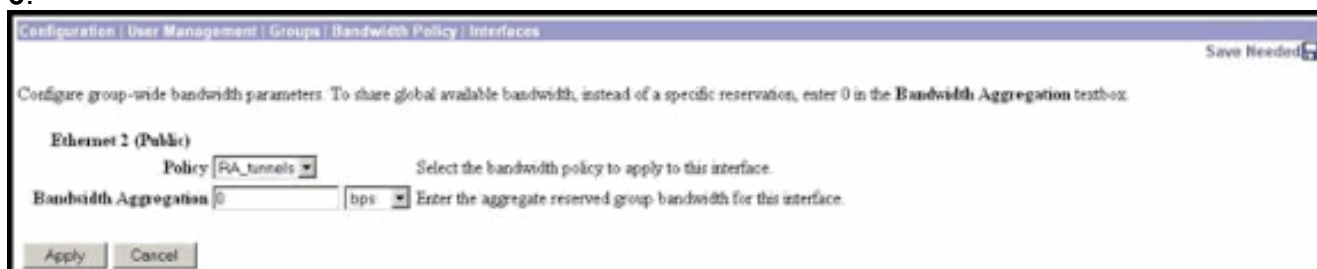 Configuration | User Management | Groups | Bandwidth Policy | Interfaces
Save Needed
Configure group-wide bandwidth parameters. To share global available bandwidth, instead of a specific reservation, enter 0 in the Bandwidth Aggregation textbox.
Ethernet 2 (Public)
Policy RA_tunnels Select the bandwidth policy to apply to this interface.
Bandwidth Aggregation 0 bps Enter the aggregate reserved group bandwidth for this interface.
Apply Cancel